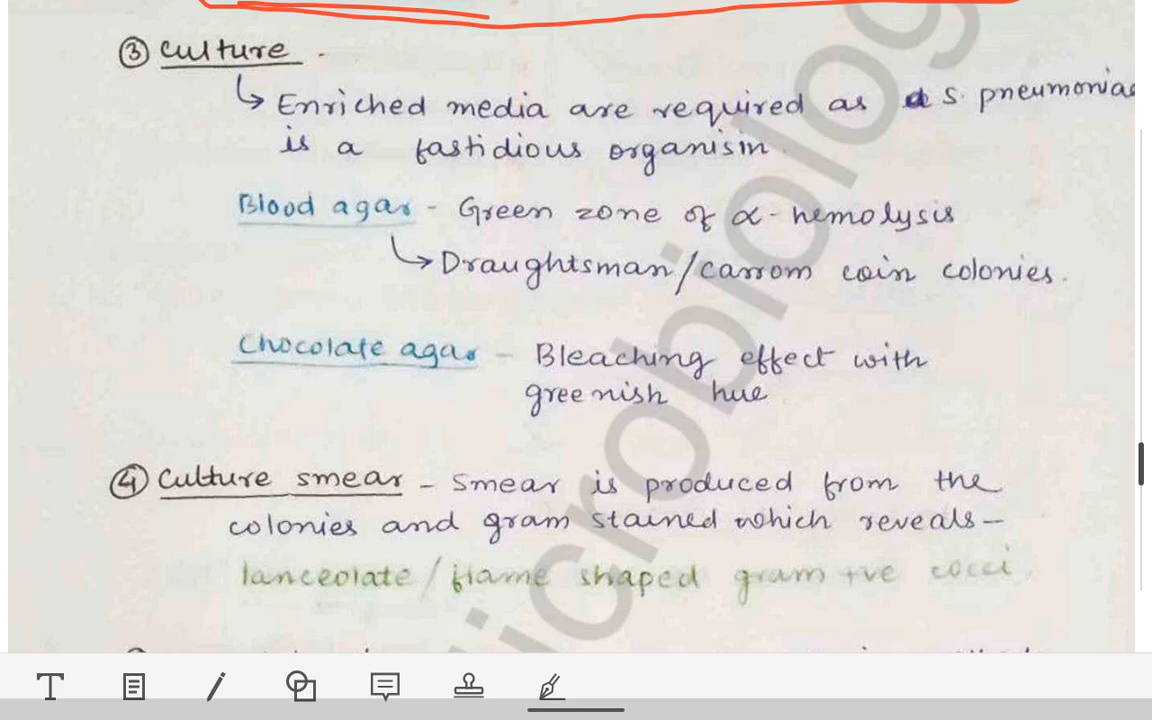 ③ Culture -
↳ Enriched media are required as S. pneumoniae
is a fastidious organisin.
Blood agar - Green zone of α- hemolysis
↳ Draughtsman/carrom coin colonies.
Chocolate agar - Bleaching effect with
greenish hue
④ Culture smear - Smear is produced from the
colonies and gram stained which reveals-
lanceolate/flame shaped gram +ve cocci.
icrobiolog
T